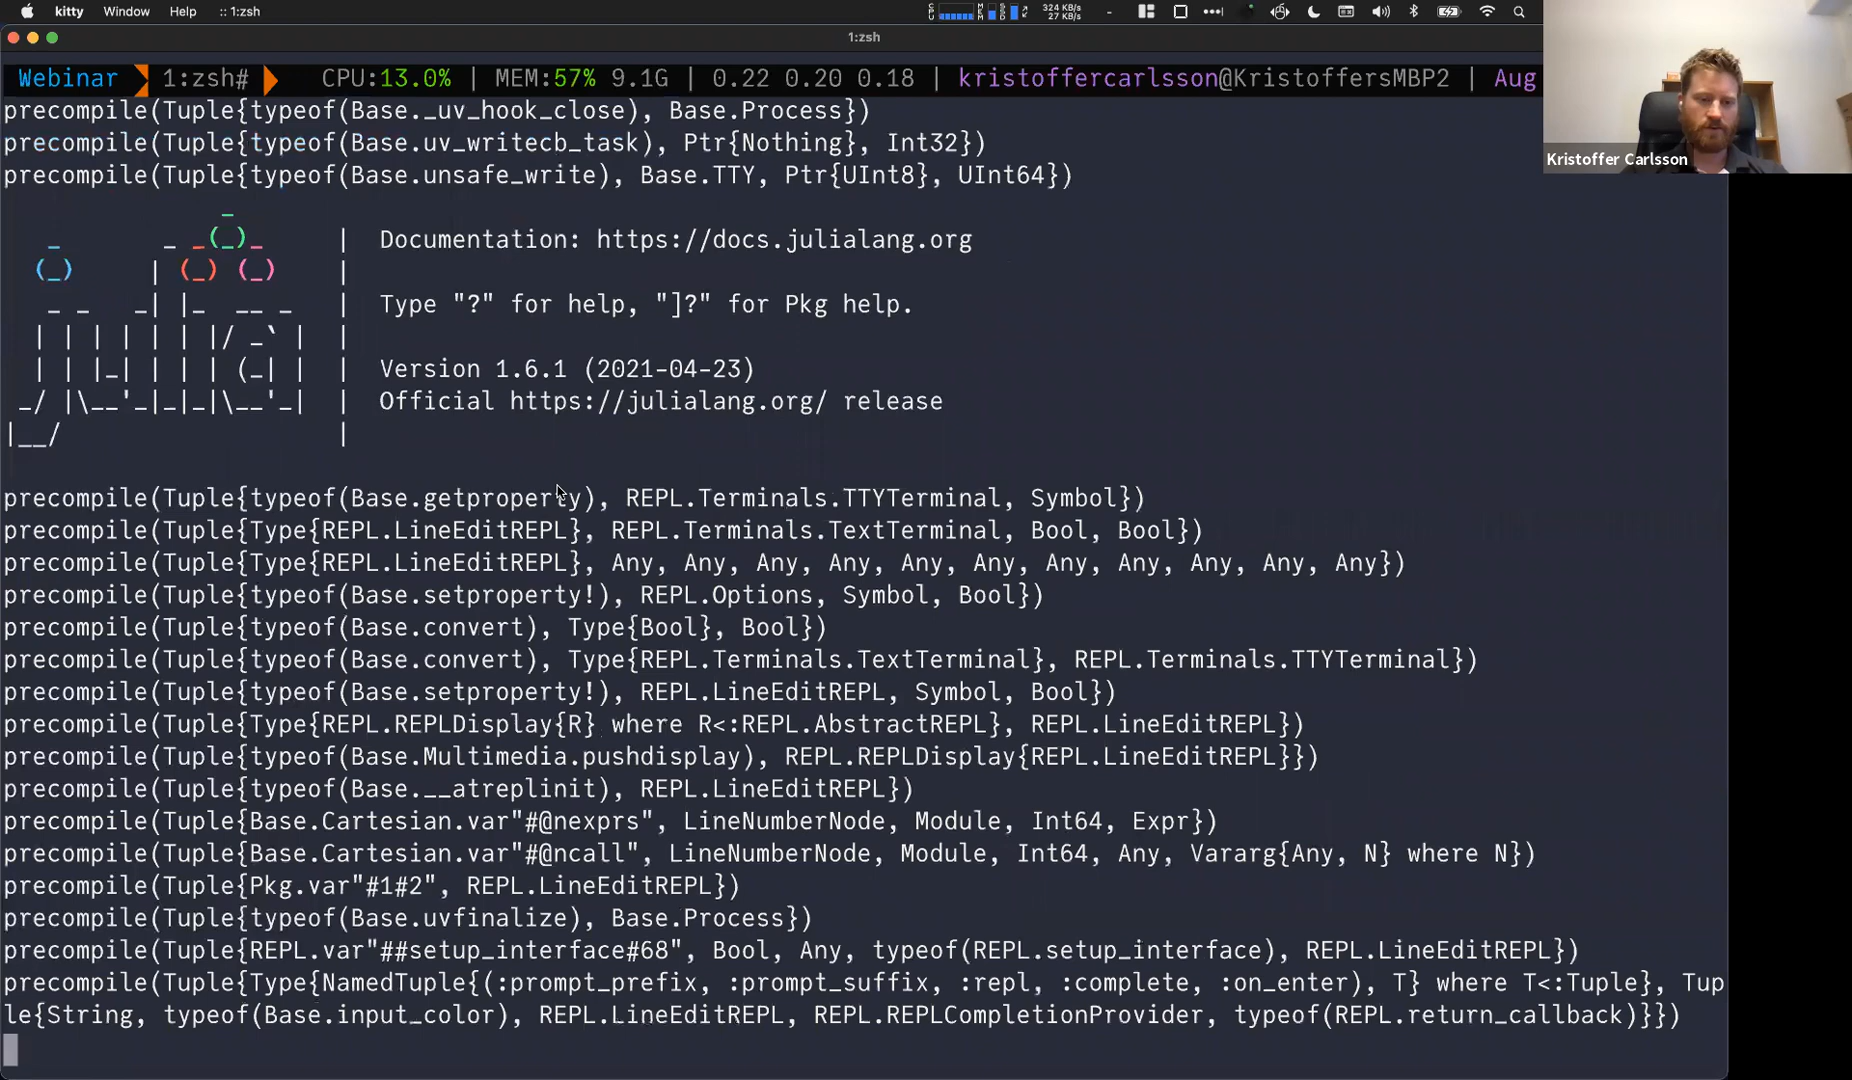 kitty Window Help :: 1:zsh 324 KB/s
27 KB/s
1:zsh
Webinar 1:zsh# CPU:13.0% | MEM:57% 9.1G | 0.22 0.20 0.18 | kristoffercarlsson@KristoffersMBP2 | Aug
Kristoffer Carlsson
precompile(Tuple{typeof(Base._uv_hook_close), Base.Process})
precompile(Tuple{typeof(Base.uv_writecb_task), Ptr{Nothing}, Int32})
precompile(Tuple{typeof(Base.unsafe_write), Base.TTY, Ptr{UInt8}, UInt64})
               _
   _       _ _(_)_     |  Documentation: https://docs.julialang.org
  (_)     | (_) (_)    |
   _ _   _| |_  __ _   |  Type "?" for help, "]?" for Pkg help.
  | | | | | | |/ _` |  |
  | | |_| | | | (_| |  |  Version 1.6.1 (2021-04-23)
 _/ |\__'_|_|_|\__'_|  |  Official https://julialang.org/ release
|__/                   |
precompile(Tuple{typeof(Base.getproperty), REPL.Terminals.TTYTerminal, Symbol})
precompile(Tuple{Type{REPL.LineEditREPL}, REPL.Terminals.TextTerminal, Bool, Bool})
precompile(Tuple{Type{REPL.LineEditREPL}, Any, Any, Any, Any, Any, Any, Any, Any, Any, Any, Any})
precompile(Tuple{typeof(Base.setproperty!), REPL.Options, Symbol, Bool})
precompile(Tuple{typeof(Base.convert), Type{Bool}, Bool})
precompile(Tuple{typeof(Base.convert), Type{REPL.Terminals.TextTerminal}, REPL.Terminals.TTYTerminal})
precompile(Tuple{typeof(Base.setproperty!), REPL.LineEditREPL, Symbol, Bool})
precompile(Tuple{Type{REPL.REPLDisplay{R} where R<:REPL.AbstractREPL}, REPL.LineEditREPL})
precompile(Tuple{typeof(Base.Multimedia.pushdisplay), REPL.REPLDisplay{REPL.LineEditREPL}})
precompile(Tuple{typeof(Base.__atreplinit), REPL.LineEditREPL})
precompile(Tuple{Base.Cartesian.var"#@nexprs", LineNumberNode, Module, Int64, Expr})
precompile(Tuple{Base.Cartesian.var"#@ncall", LineNumberNode, Module, Int64, Any, Vararg{Any, N} where N})
precompile(Tuple{Pkg.var"#1#2", REPL.LineEditREPL})
precompile(Tuple{typeof(Base.uvfinalize), Base.Process})
precompile(Tuple{REPL.var"##setup_interface#68", Bool, Any, typeof(REPL.setup_interface), REPL.LineEditREPL})
precompile(Tuple{Type{NamedTuple{(:prompt_prefix, :prompt_suffix, :repl, :complete, :on_enter), T} where T<:Tuple}, Tup
le{String, typeof(Base.input_color), REPL.LineEditREPL, REPL.REPLCompletionProvider, typeof(REPL.return_callback)}})